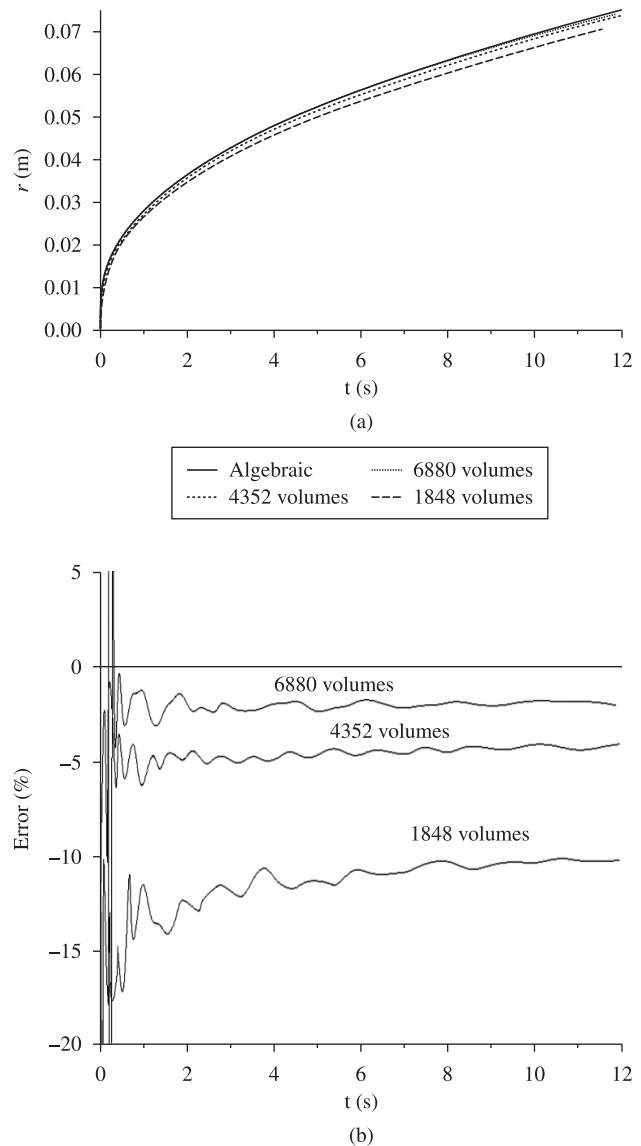 0.07
0.06
0.05
0.04
0.03
0.02
0.01
0.00
r (m)
0 2 4 6 8 10 12
t (s)
(a)
Algebraic 6880 volumes
4352 volumes 1848 volumes
5
0
−5
−10
−15
−20
Error (%)
6880 volumes
4352 volumes
1848 volumes
0 2 4 6 8 10 12
t (s)
(b)